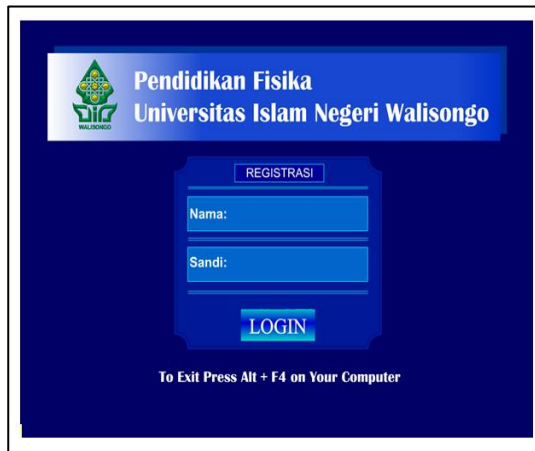 Pendidikan Fisika
Universitas Islam Negeri Walisongo
WALISONGO
REGISTRASI
Nama:
Sandi:
LOGIN
To Exit Press Alt + F4 on Your Computer